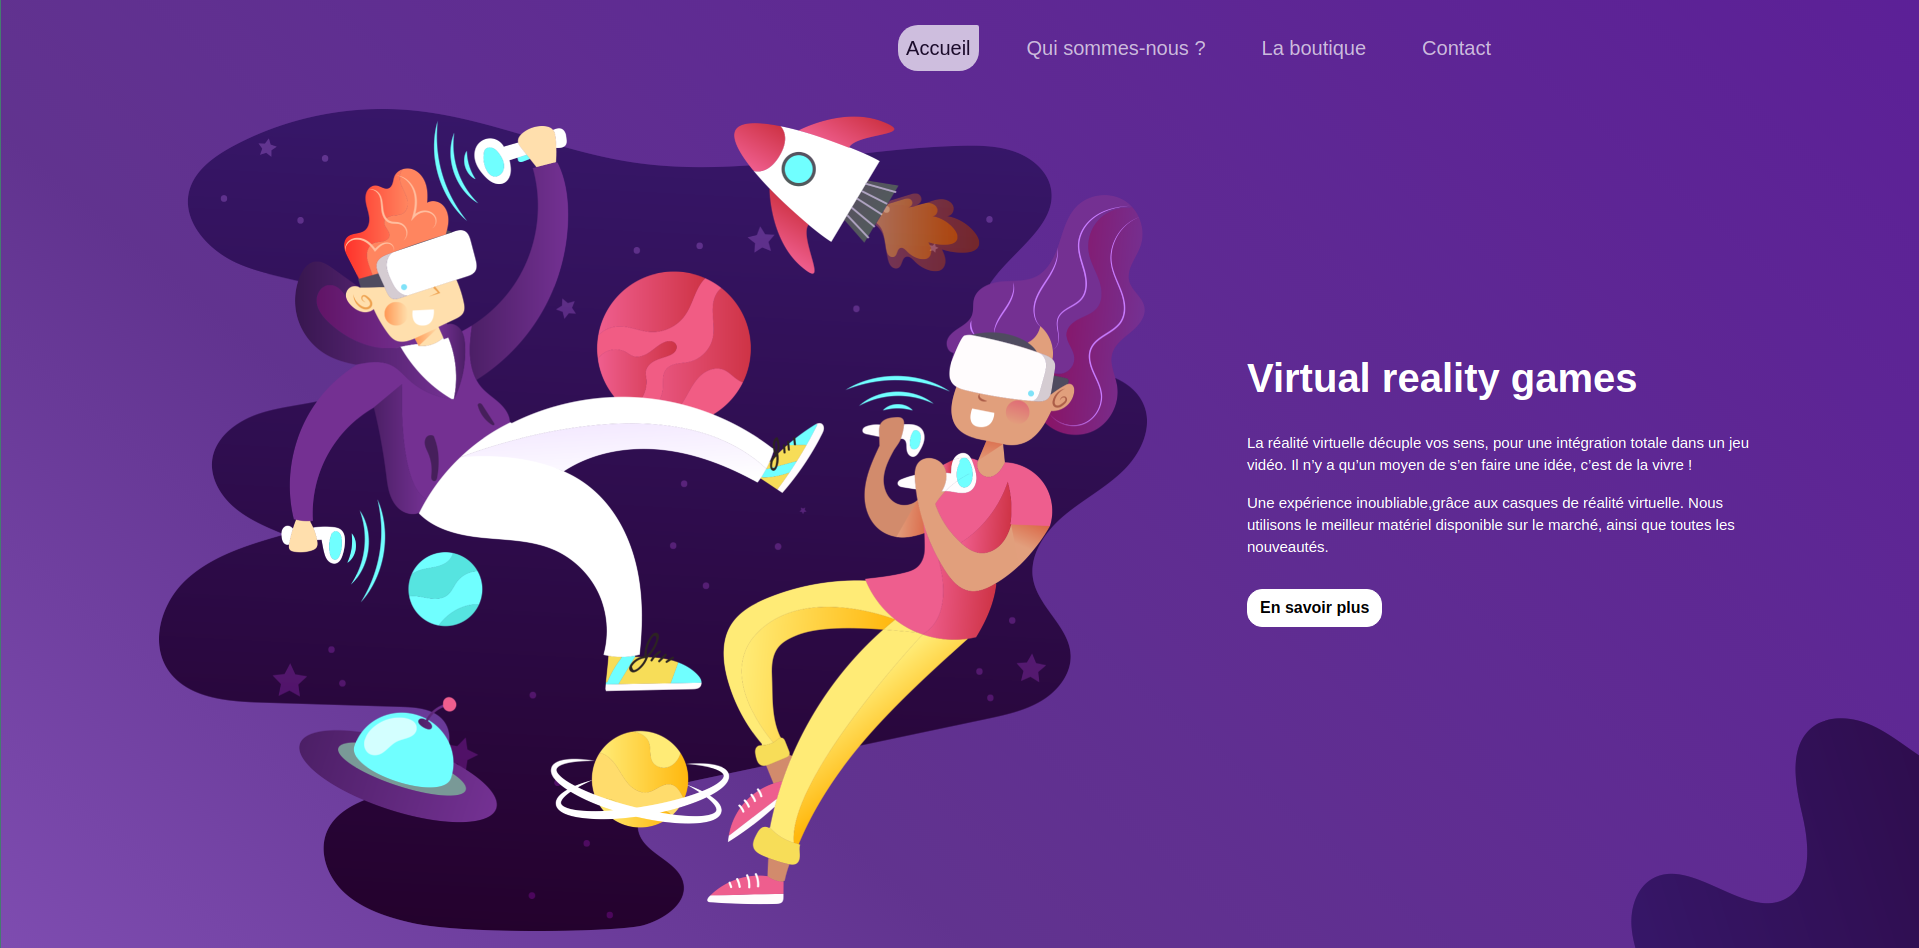 Accueil
Qui sommes-nous ?
La boutique
Contact
Virtual reality games
La réalité virtuelle décuple vos sens, pour une intégration totale dans un jeu
vidéo. Il n’y a qu’un moyen de s’en faire une idée, c’est de la vivre !
Une expérience inoubliable,grâce aux casques de réalité virtuelle. Nous
utilisons le meilleur matériel disponible sur le marché, ainsi que toutes les
nouveautés.
En savoir plus